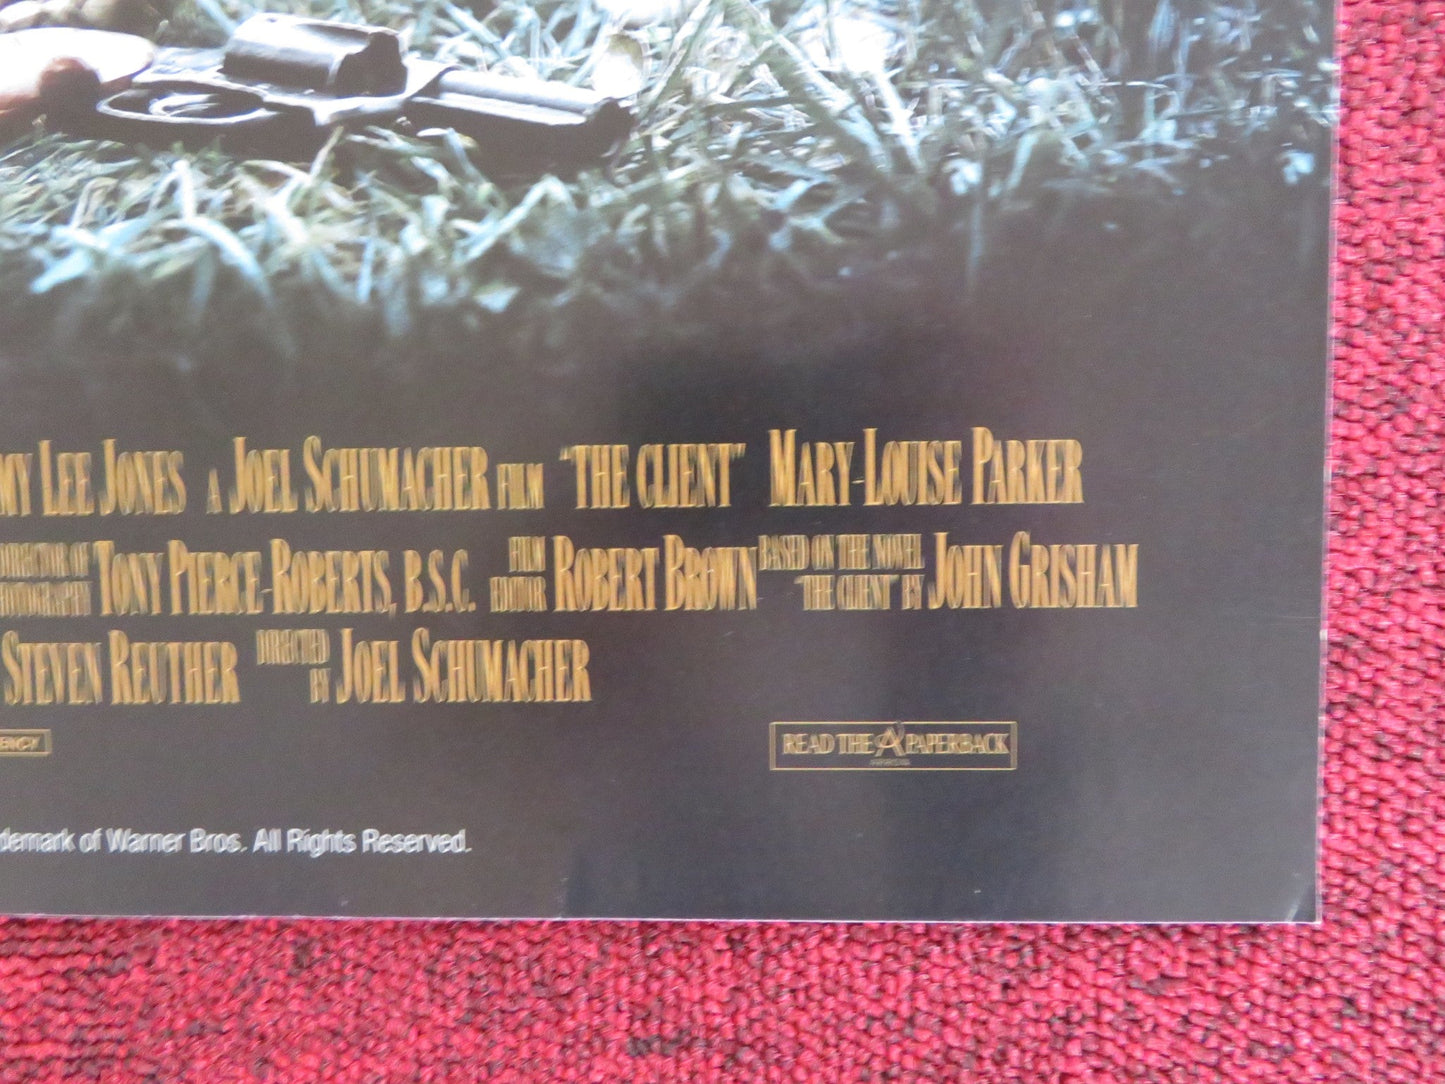 MY LEE JONES A JOEL SCHUMACHER FILM "THE CLIENT" MARY-LOUISE PARKER
DIRECTOR OF PHOTOGRAPHY TONY PIERCE-ROBERTS, B.S.C. FILM EDITOR ROBERT BROWN BASED ON THE NOVEL "THE CLIENT" BY JOHN GRISHAM
STEVEN REUTHER DIRECTED BY JOEL SCHUMACHER
ENCY
READ THE PAPERBACK
demark of Warner Bros. All Rights Reserved.